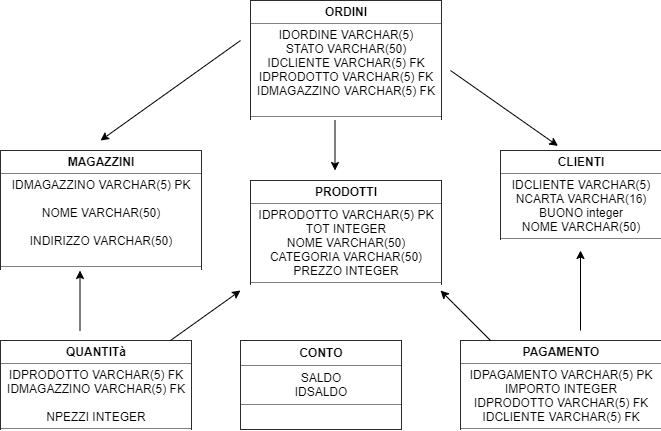 ORDINI
IDORDINE VARCHAR(5)
STATO VARCHAR(50)
IDCLIENTE VARCHAR(5) FK
IDPRODOTTO VARCHAR(5) FK
IDMAGAZZINO VARCHAR(5) FK
MAGAZZINI
IDMAGAZZINO VARCHAR(5) PK
NOME VARCHAR(50)
INDIRIZZO VARCHAR(50)
PRODOTTI
IDPRODOTTO VARCHAR(5) PK
TOT INTEGER
NOME VARCHAR(50)
CATEGORIA VARCHAR(50)
PREZZO INTEGER
CLIENTI
IDCLIENTE VARCHAR(5)
NCARTA VARCHAR(16)
BUONO integer
NOME VARCHAR(50)
QUANTITà
IDPRODOTTO VARCHAR(5) FK
IDMAGAZZINO VARCHAR(5) FK
NPEZZI INTEGER
CONTO
SALDO
IDSALDO
PAGAMENTO
IDPAGAMENTO VARCHAR(5) PK
IMPORTO INTEGER
IDPRODOTTO VARCHAR(5) FK
IDCLIENTE VARCHAR(5) FK